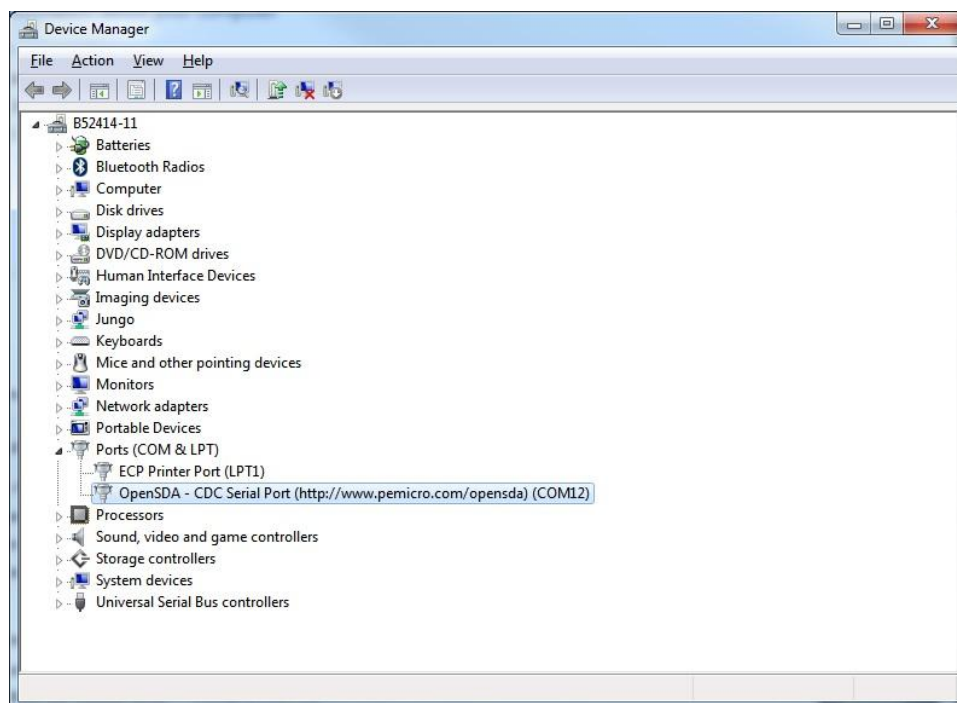 Device Manager
File Action View Help
B52414-11
Batteries
Bluetooth Radios
Computer
Disk drives
Display adapters
DVD/CD-ROM drives
Human Interface Devices
Imaging devices
Jungo
Keyboards
Mice and other pointing devices
Monitors
Network adapters
Portable Devices
Ports (COM & LPT)
ECP Printer Port (LPT1)
OpenSDA - CDC Serial Port (http://www.pemicro.com/opensda) (COM12)
Processors
Sound, video and game controllers
Storage controllers
System devices
Universal Serial Bus controllers